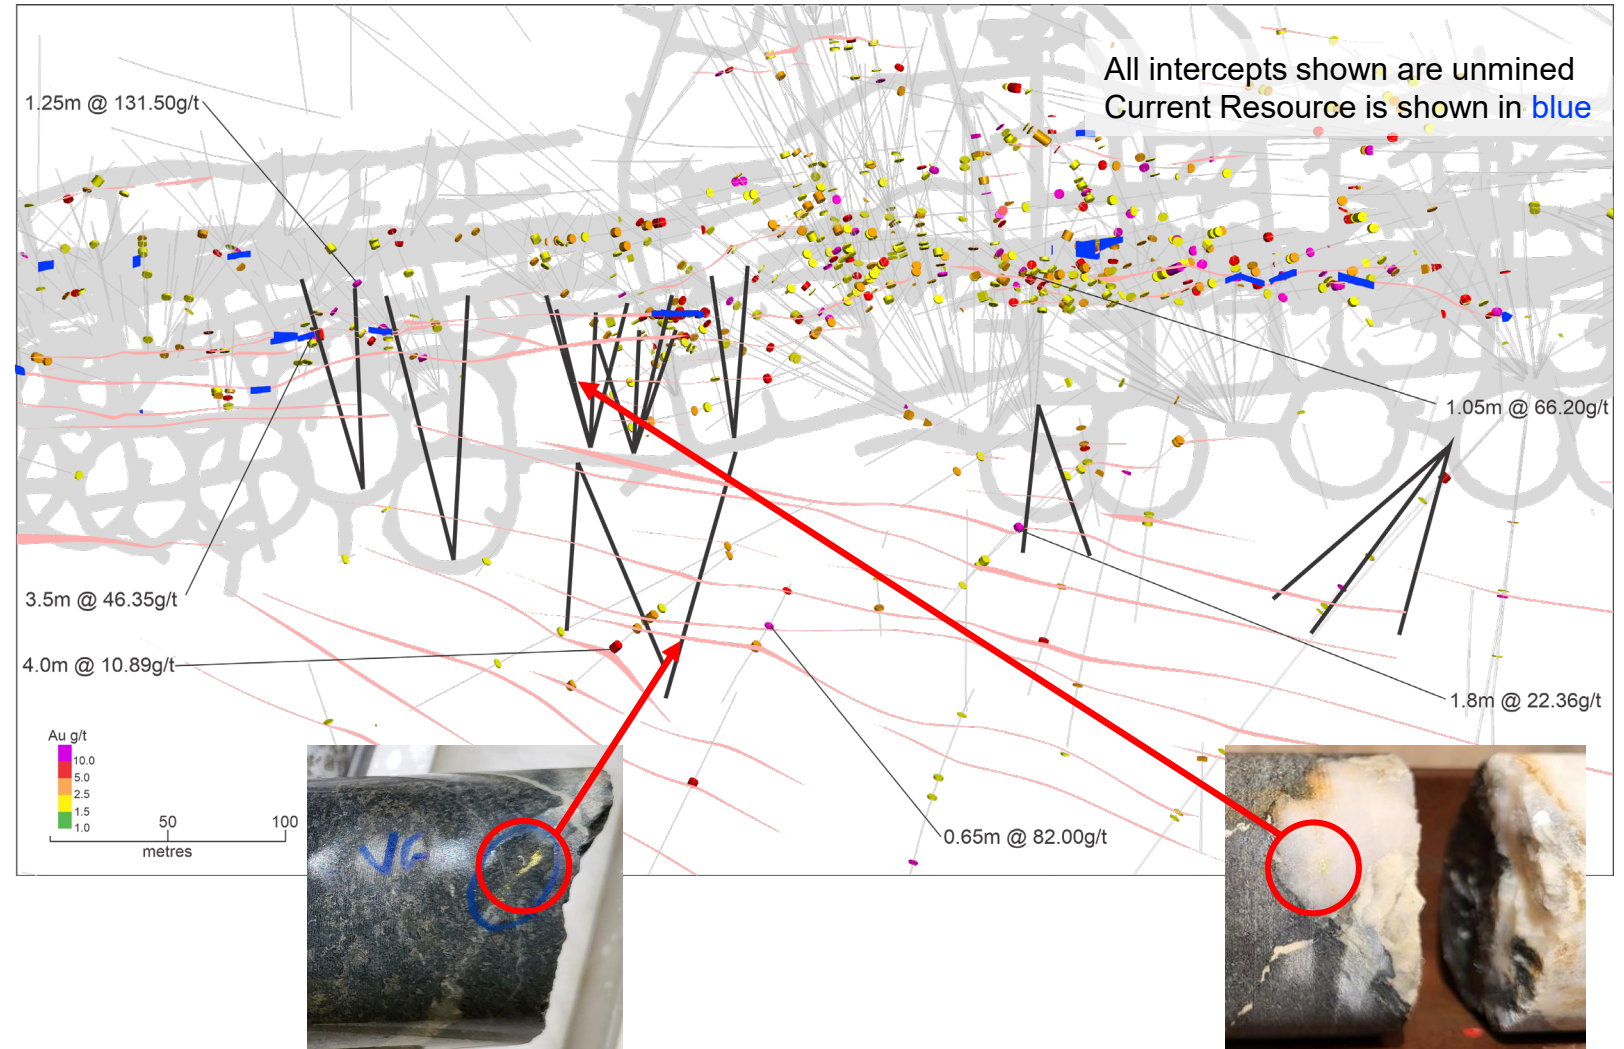 All intercepts shown are unmined
Current Resource is shown in blue
1.25m @ 131.50g/t
1.05m @ 66.20g/t
3.5m @ 46.35g/t
4.0m @ 10.89g/t
1.8m @ 22.36g/t
Au g/t
10.0
5.0
2.5
1.5
1.0
50 100
metres
0.65m @ 82.00g/t
VG